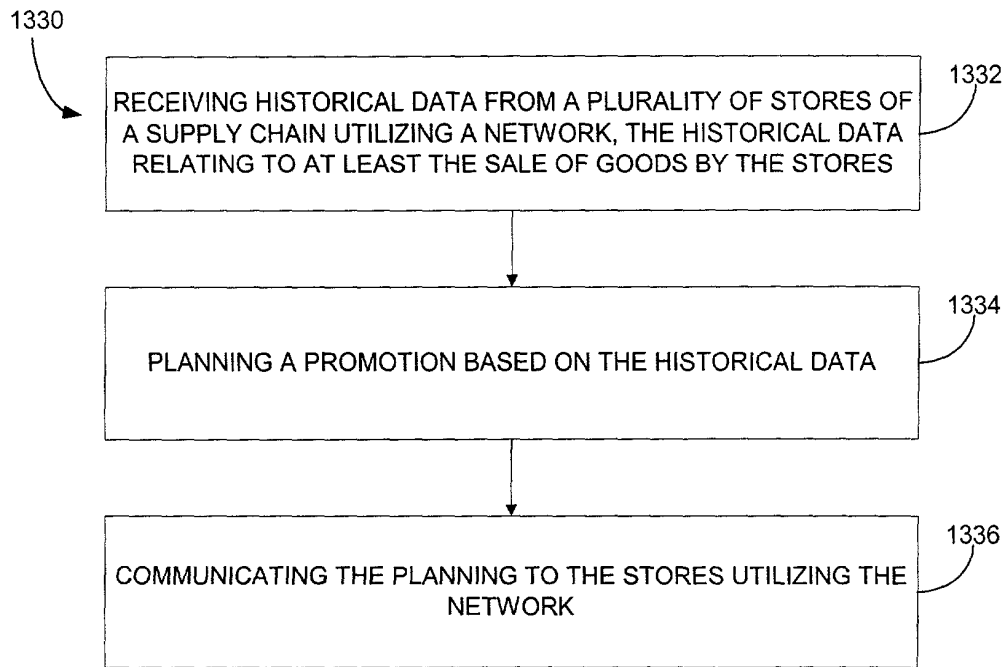 1330
1332
RECEIVING HISTORICAL DATA FROM A PLURALITY OF STORES OF
A SUPPLY CHAIN UTILIZING A NETWORK, THE HISTORICAL DATA
RELATING TO AT LEAST THE SALE OF GOODS BY THE STORES
1334
PLANNING A PROMOTION BASED ON THE HISTORICAL DATA
1336
COMMUNICATING THE PLANNING TO THE STORES UTILIZING THE
NETWORK